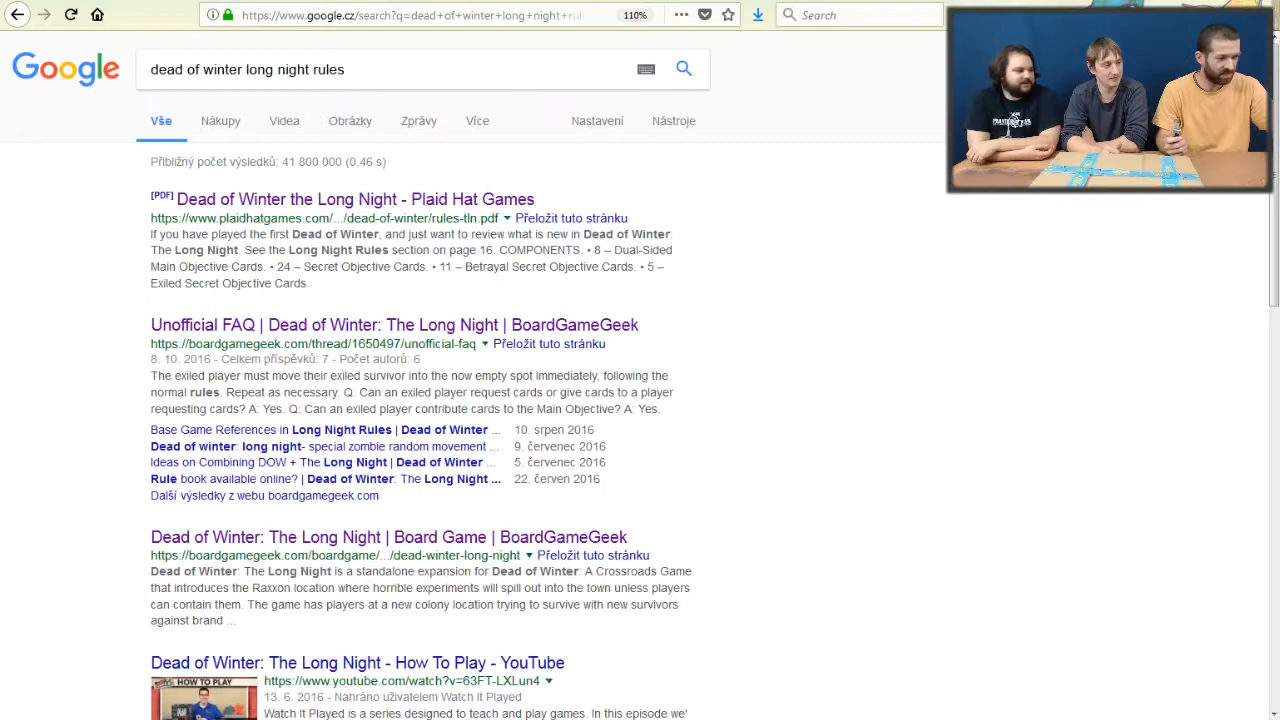 https://www.google.cz/search?q=dead+of+winter+long+night+rul
110%
Search
Google
dead of winter long night rules
Vše
Nákupy
Videa
Obrázky
Zprávy
Více
Nastavení
Nástroje
Přibližný počet výsledků: 41 800 000 (0,46 s)
[PDF] Dead of Winter the Long Night - Plaid Hat Games
https://www.plaidhatgames.com/.../dead-of-winter/rules-tln.pdf ▼ Přeložit tuto stránku
If you have played the first Dead of Winter, and just want to review what is new in Dead of Winter:
The Long Night. See the Long Night Rules section on page 16. COMPONENTS. • 8 – Dual-Sided
Main Objective Cards. • 24 – Secret Objective Cards. • 11 – Betrayal Secret Objective Cards. • 5 –
Exiled Secret Objective Cards.
Unofficial FAQ | Dead of Winter: The Long Night | BoardGameGeek
https://boardgamegeek.com/thread/1650497/unofficial-faq ▼ Přeložit tuto stránku
8. 10. 2016 - Celkem příspěvků: 7 - Počet autorů: 6
The exiled player must move their exiled survivor into the now empty spot Immediately, following the
normal rules. Repeat as necessary. Q: Can an exiled player request cards or give cards to a player
requesting cards? A: Yes. Q: Can an exiled player contribute cards to the Main Objective? A: Yes.
Base Game References in Long Night Rules | Dead of Winter ... 10. srpen 2016
Dead of winter: long night- special zombie random movement ... 9. červenec 2016
Ideas on Combining DOW + The Long Night | Dead of Winter ... 5. červenec 2016
Rule book available online? | Dead of Winter: The Long Night ... 22. červen 2016
Další výsledky z webu boardgamegeek.com
Dead of Winter: The Long Night | Board Game | BoardGameGeek
https://boardgamegeek.com/boardgame/.../dead-winter-long-night ▼ Přeložit tuto stránku
Dead of Winter: The Long Night is a standalone expansion for Dead of Winter: A Crossroads Game
that introduces the Raxxon location where horrible experiments will spill out into the town unless players
can contain them. The game has players at a new colony location trying to survive with new survivors
against brand ...
Dead of Winter: The Long Night - How To Play - YouTube
HOW TO PLAY
https://www.youtube.com/watch?v=63FT-LXLun4 ▼
13. 6. 2016 - Nahráno uživatelem Watch It Played
Watch It Played is a series designed to teach and play games. In this episode we'